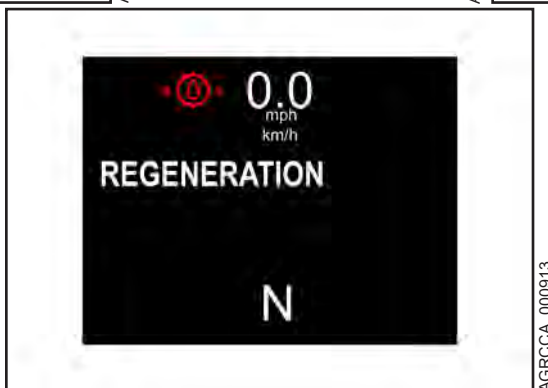 0.0
mph
km/h
REGENERATION
N
AGRCCA_000913